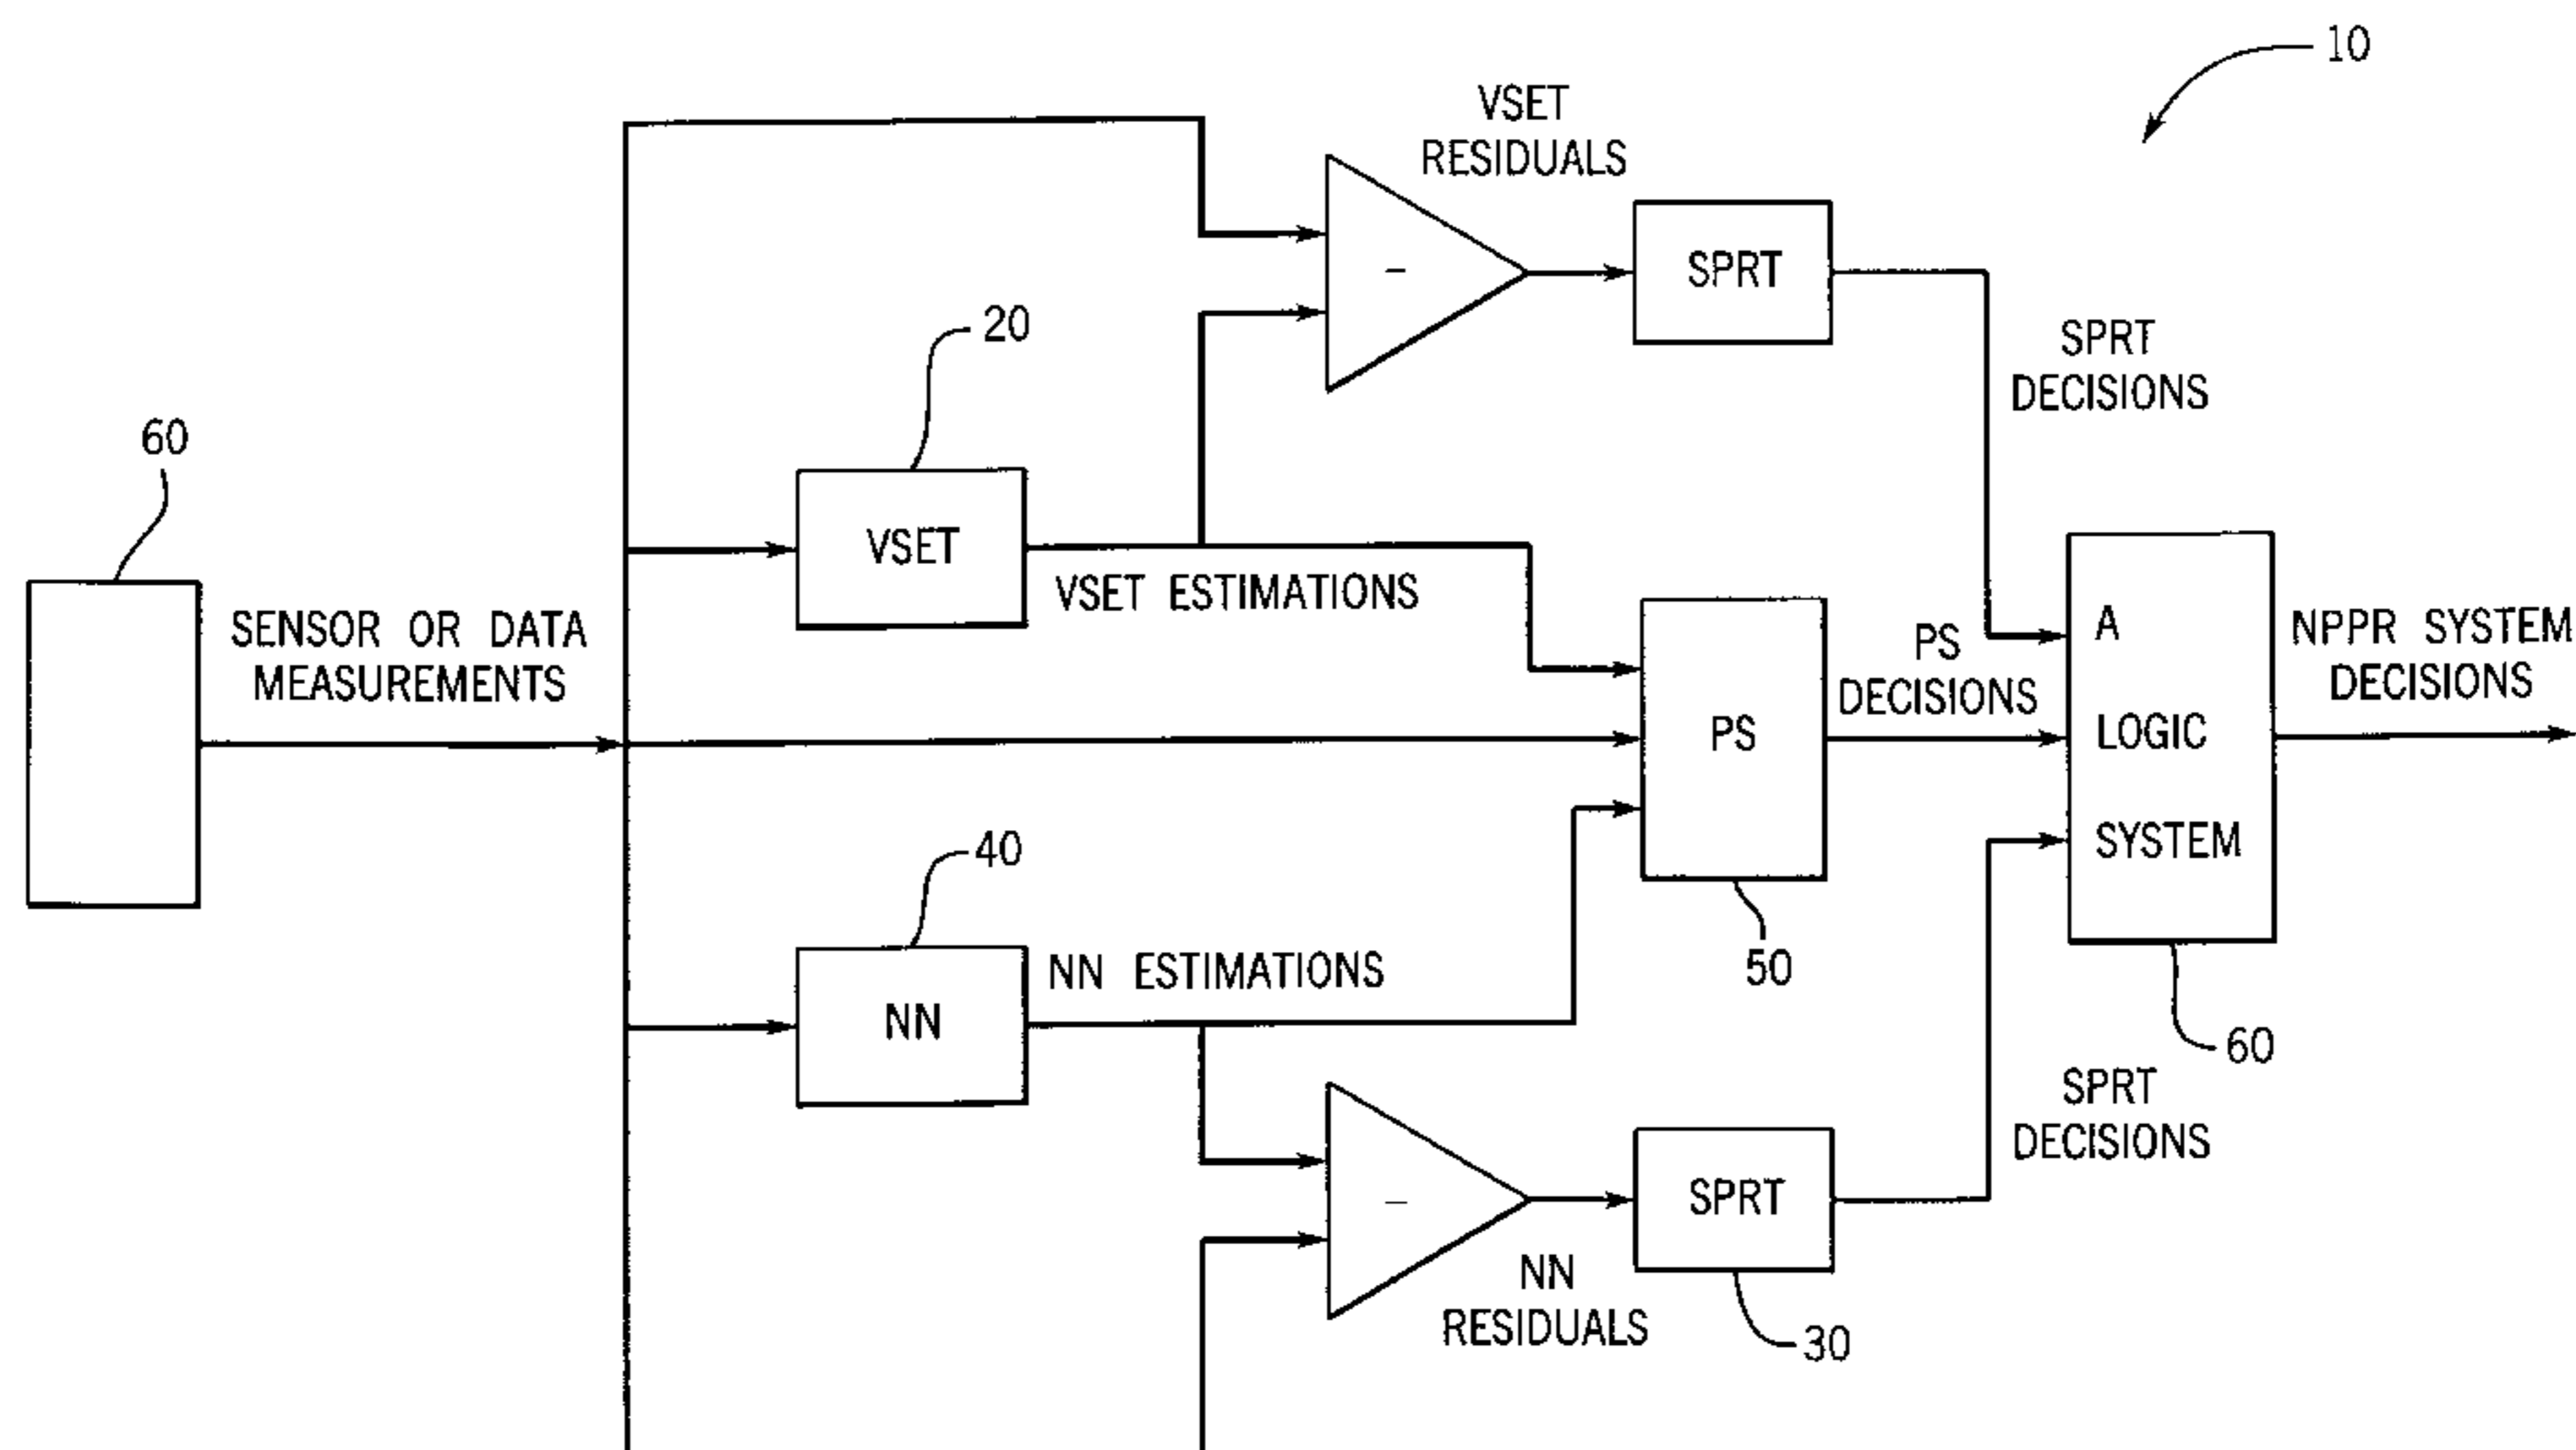 10
VSET
RESIDUALS
-
SPRT
20
SPRT
DECISIONS
60
VSET
VSET ESTIMATIONS
SENSOR OR DATA
MEASUREMENTS
PS
PS
DECISIONS
A
LOGIC
SYSTEM
NPPR SYSTEM
DECISIONS
40
NN
NN ESTIMATIONS
50
60
-
SPRT
SPRT
DECISIONS
NN
RESIDUALS
30